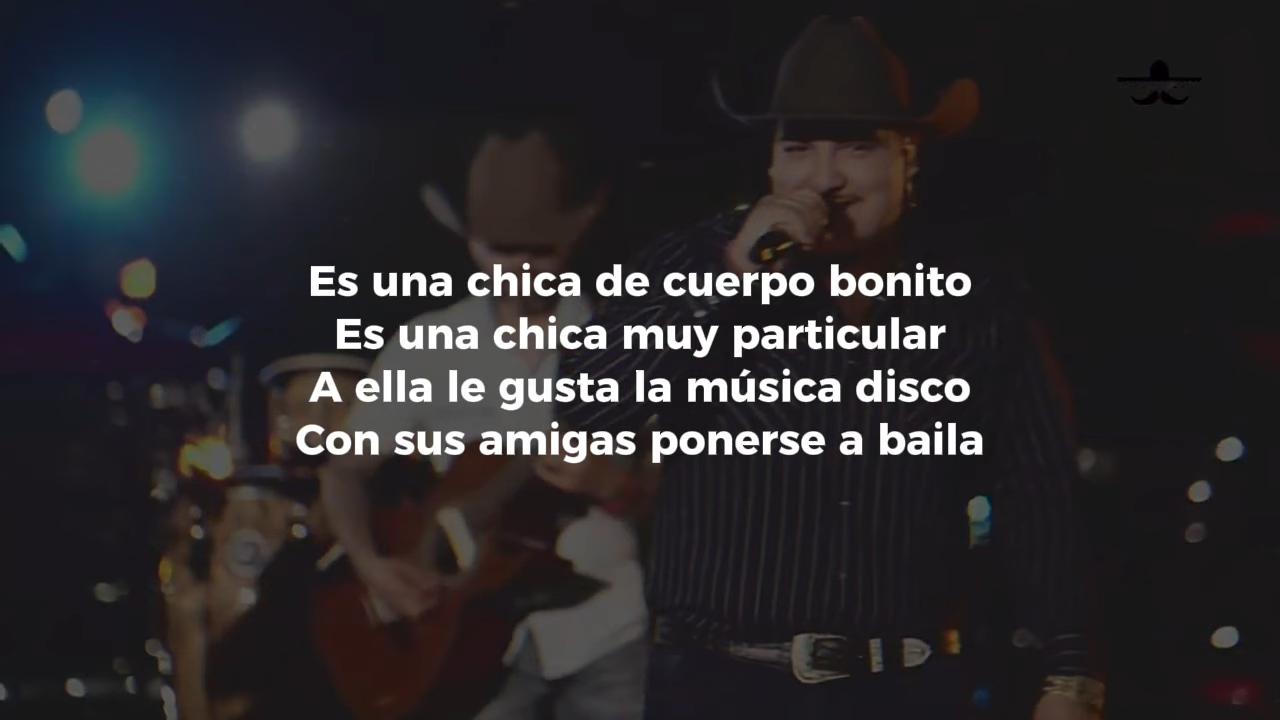 Es una chica de cuerpo bonito
Es una chica muy particular
A ella le gusta la música disco
Con sus amigas ponerse a baila